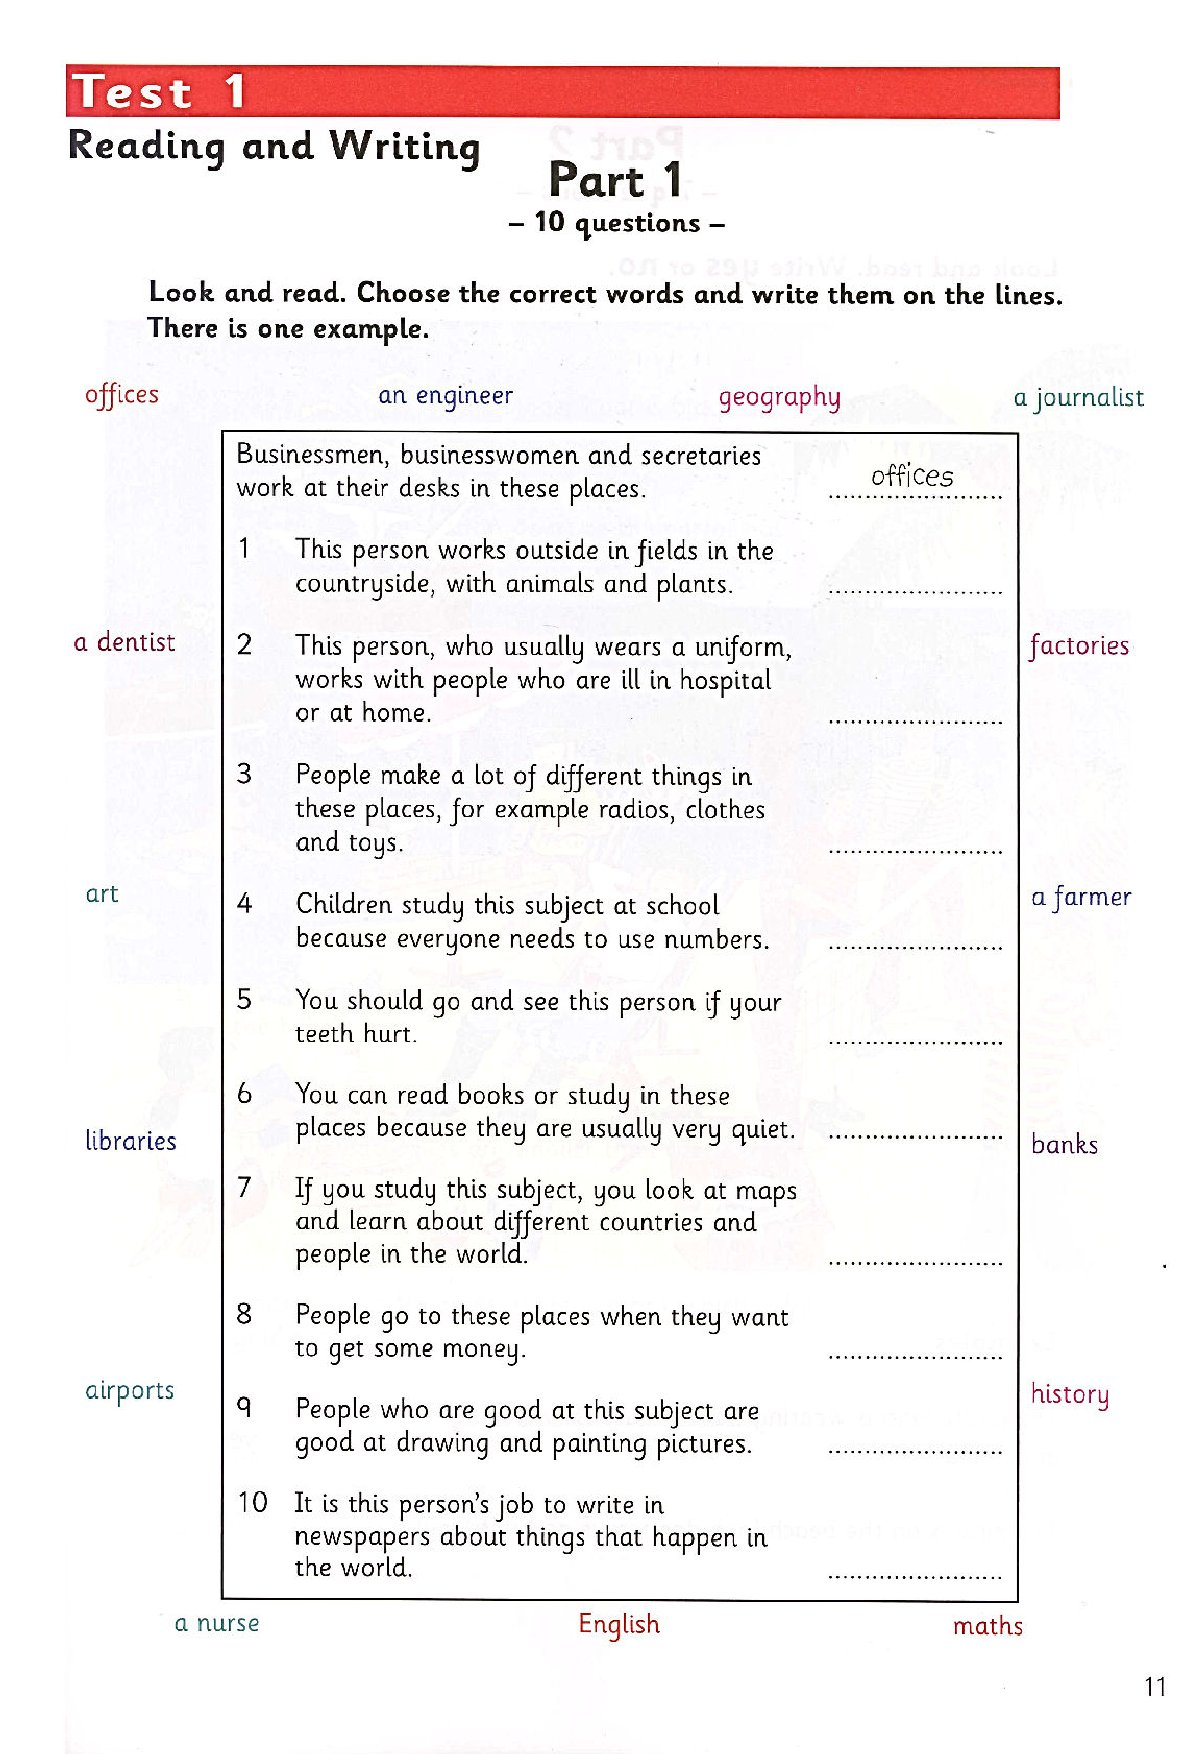 Test 1
Reading and Writing
Part 1
– 10 questions –
Look and read. Choose the correct words and write them on the lines.
There is one example.
offices an engineer geography a journalist
Businessmen, businesswomen and secretaries
work at their desks in these places. offices
1 This person works outside in fields in the
countryside, with animals and plants. ........................
a dentist 2 This person, who usually wears a uniform, factories
works with people who are ill in hospital
or at home. ........................
3 People make a lot of different things in
these places, for example radios, clothes
and toys. ........................
art 4 Children study this subject at school a farmer
because everyone needs to use numbers. ........................
5 You should go and see this person if your
teeth hurt. ........................
6 You can read books or study in these
places because they are usually very quiet. ........................
libraries banks
7 If you study this subject, you look at maps
and learn about different countries and
people in the world. ........................
8 People go to these places when they want
to get some money. ........................
airports history
9 People who are good at this subject are
good at drawing and painting pictures. ........................
10 It is this person's job to write in
newspapers about things that happen in
the world. ........................
a nurse English maths
11